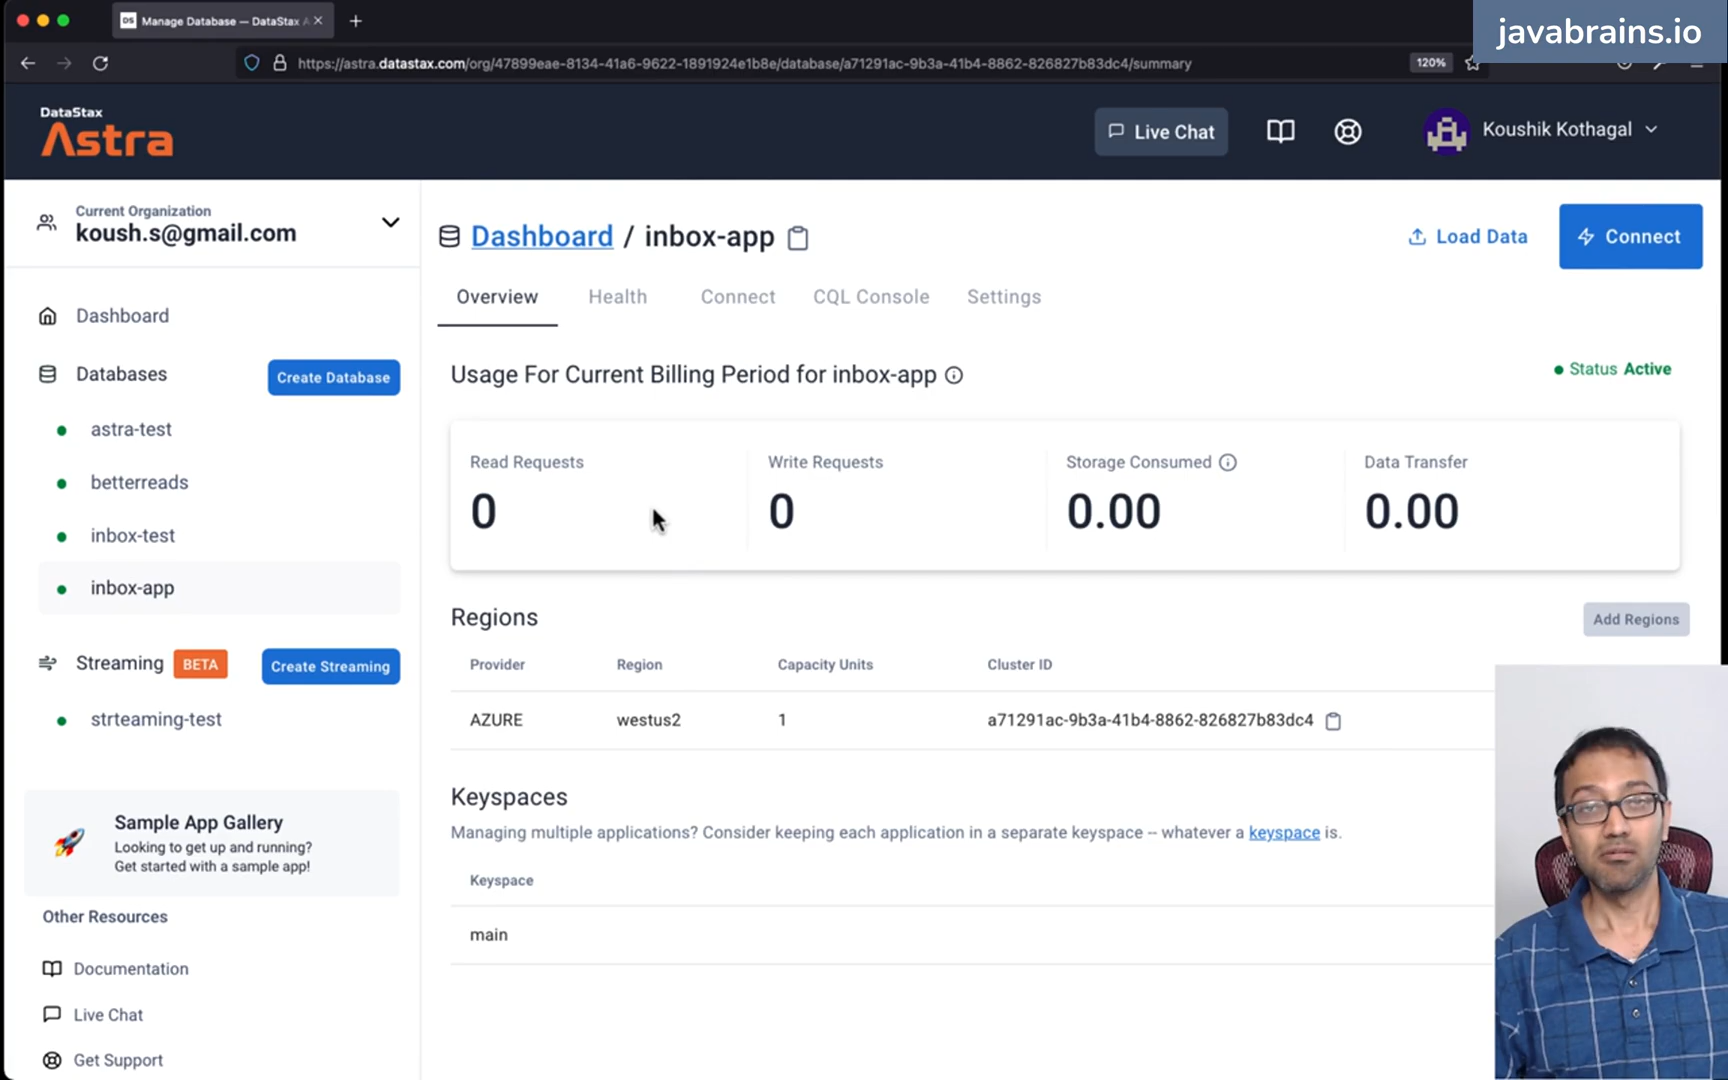 DS Manage Database — DataStax A
javabrains.io
https://astra.datastax.com/org/47899eae-8134-41a6-9622-1891924e1b8e/database/a71291ac-9b3a-41b4-8862-826827b83dc4/summary
120%
DataStax
Astra
Live Chat
Koushik Kothagal
Current Organization
koush.s@gmail.com
Dashboard / inbox-app
Load Data
Connect
Overview
Health
Connect
CQL Console
Settings
Dashboard
Databases
Create Database
astra-test
betterreads
inbox-test
inbox-app
Streaming
BETA
Create Streaming
strteaming-test
Sample App Gallery
Looking to get up and running?
Get started with a sample app!
Other Resources
Documentation
Live Chat
Get Support
Usage For Current Billing Period for inbox-app
Status Active
Read Requests
0
Write Requests
0
Storage Consumed
0.00
Data Transfer
0.00
Regions
Add Regions
Provider Region Capacity Units Cluster ID
AZURE westus2 1 a71291ac-9b3a-41b4-8862-826827b83dc4
Keyspaces
Managing multiple applications? Consider keeping each application in a separate keyspace -- whatever a keyspace is.
Keyspace
main